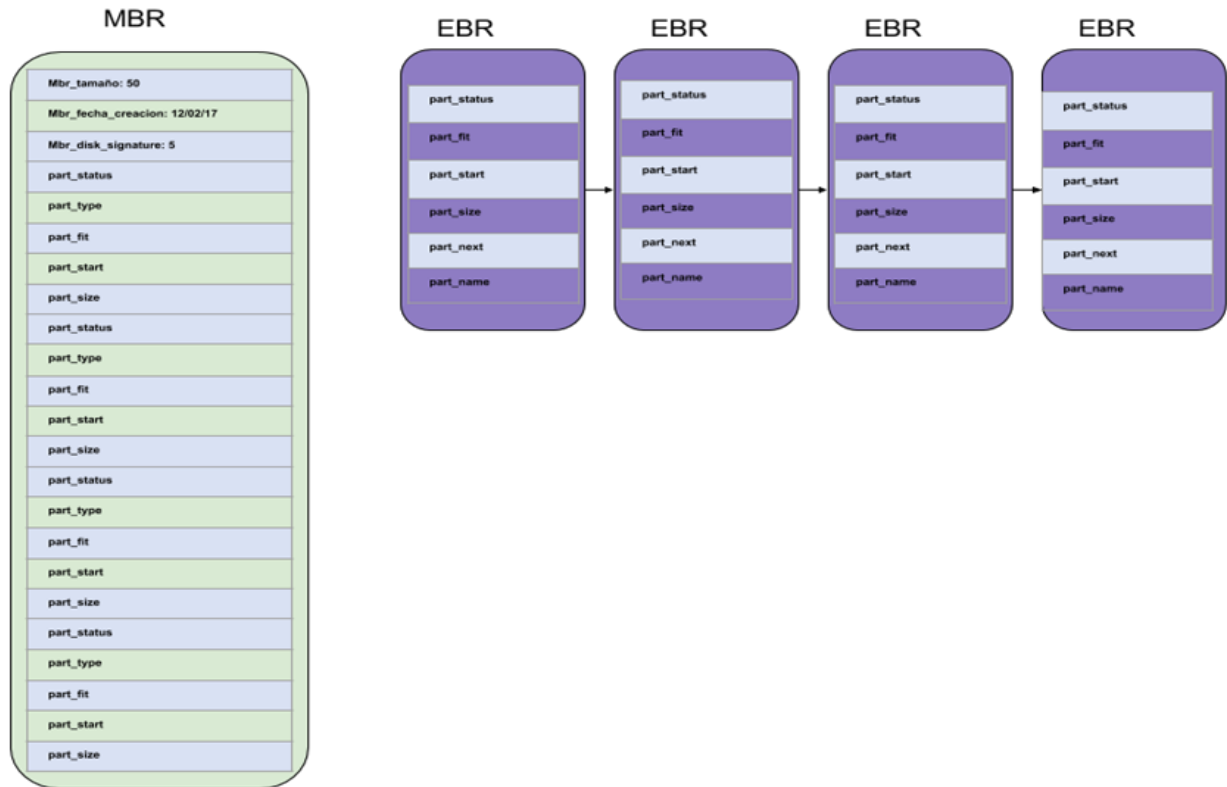 MBR
Mbr_tamaño: 50
Mbr_fecha_creacion: 12/02/17
Mbr_disk_signature: 5
part_status
part_type
part_fit
part_start
part_size
part_status
part_type
part_fit
part_start
part_size
part_status
part_type
part_fit
part_start
part_size
part_status
part_type
part_fit
part_start
part_size
EBR
part_status
part_fit
part_start
part_size
part_next
part_name
EBR
part_status
part_fit
part_start
part_size
part_next
part_name
EBR
part_status
part_fit
part_start
part_size
part_next
part_name
EBR
part_status
part_fit
part_start
part_size
part_next
part_name